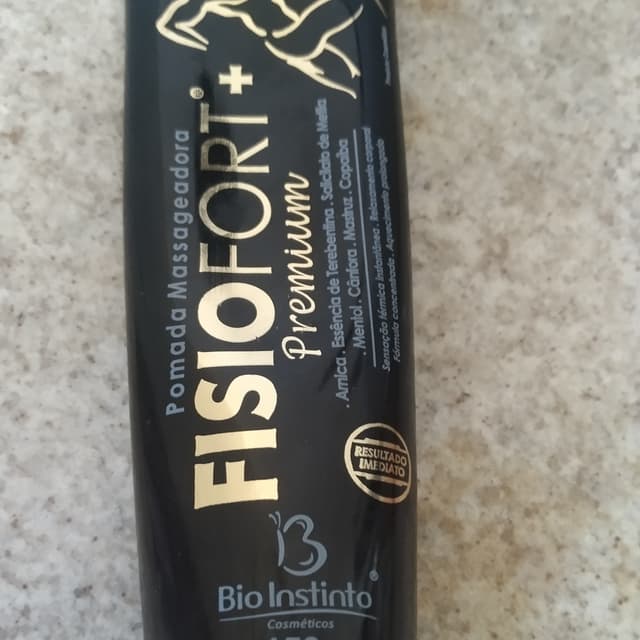 Pomada Massageadora
FISIOFORT®+
Premium
. Arnica . Essência de Terebentina . Salicilato de Metila
. Mentol . Cânfora . Mastruz . Copaíba
Sensação térmica instantânea . Relaxamento corporal
Fórmula concentrada . Aquecimento prolongado
RESULTADO
IMEDIATO
Bio Instinto®
Cosméticos